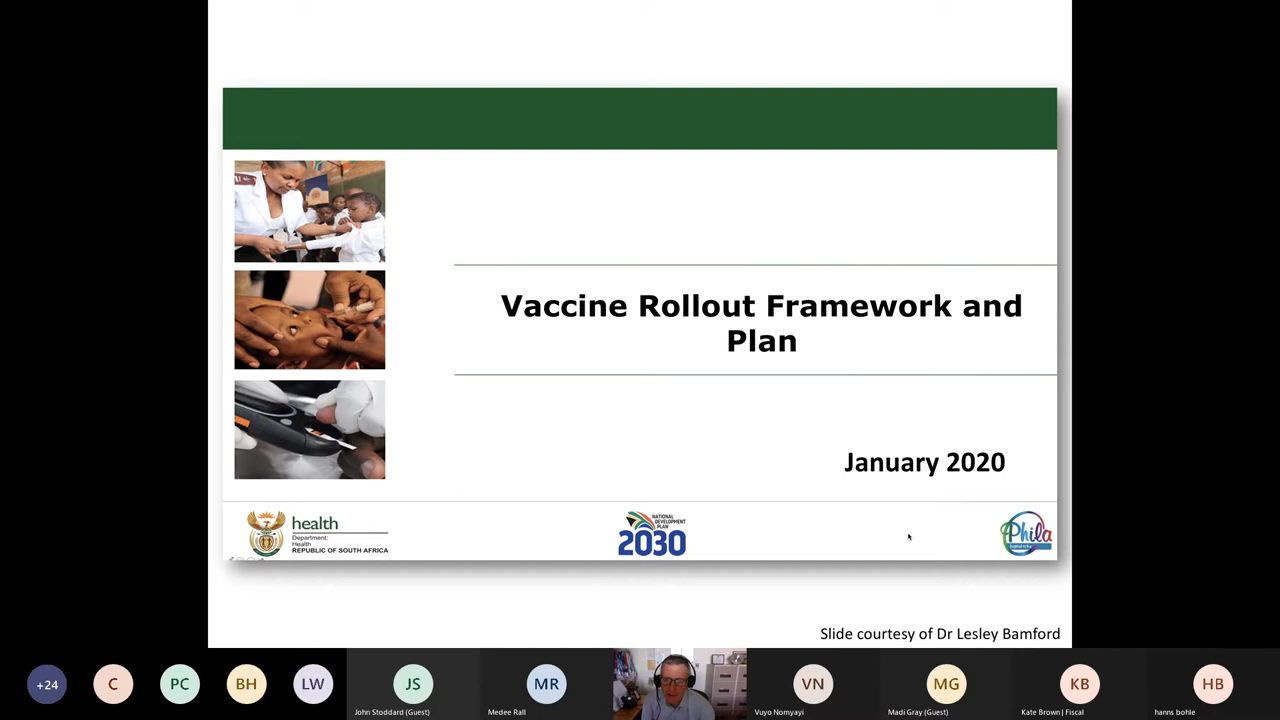 Vaccine Rollout Framework and
Plan
January 2020
health
Department:
Health
REPUBLIC OF SOUTH AFRICA
NATIONAL
DEVELOPMENT
PLAN
2030
Phila
Slide courtesy of Dr Lesley Bamford
+24
C
PC
BH
LW
JS
John Stoddard (Guest)
MR
Medee Rall
VN
Vuyo Nomyayi
MG
Madi Gray (Guest)
KB
Kate Brown | Fiscal
HB
hanns bohle